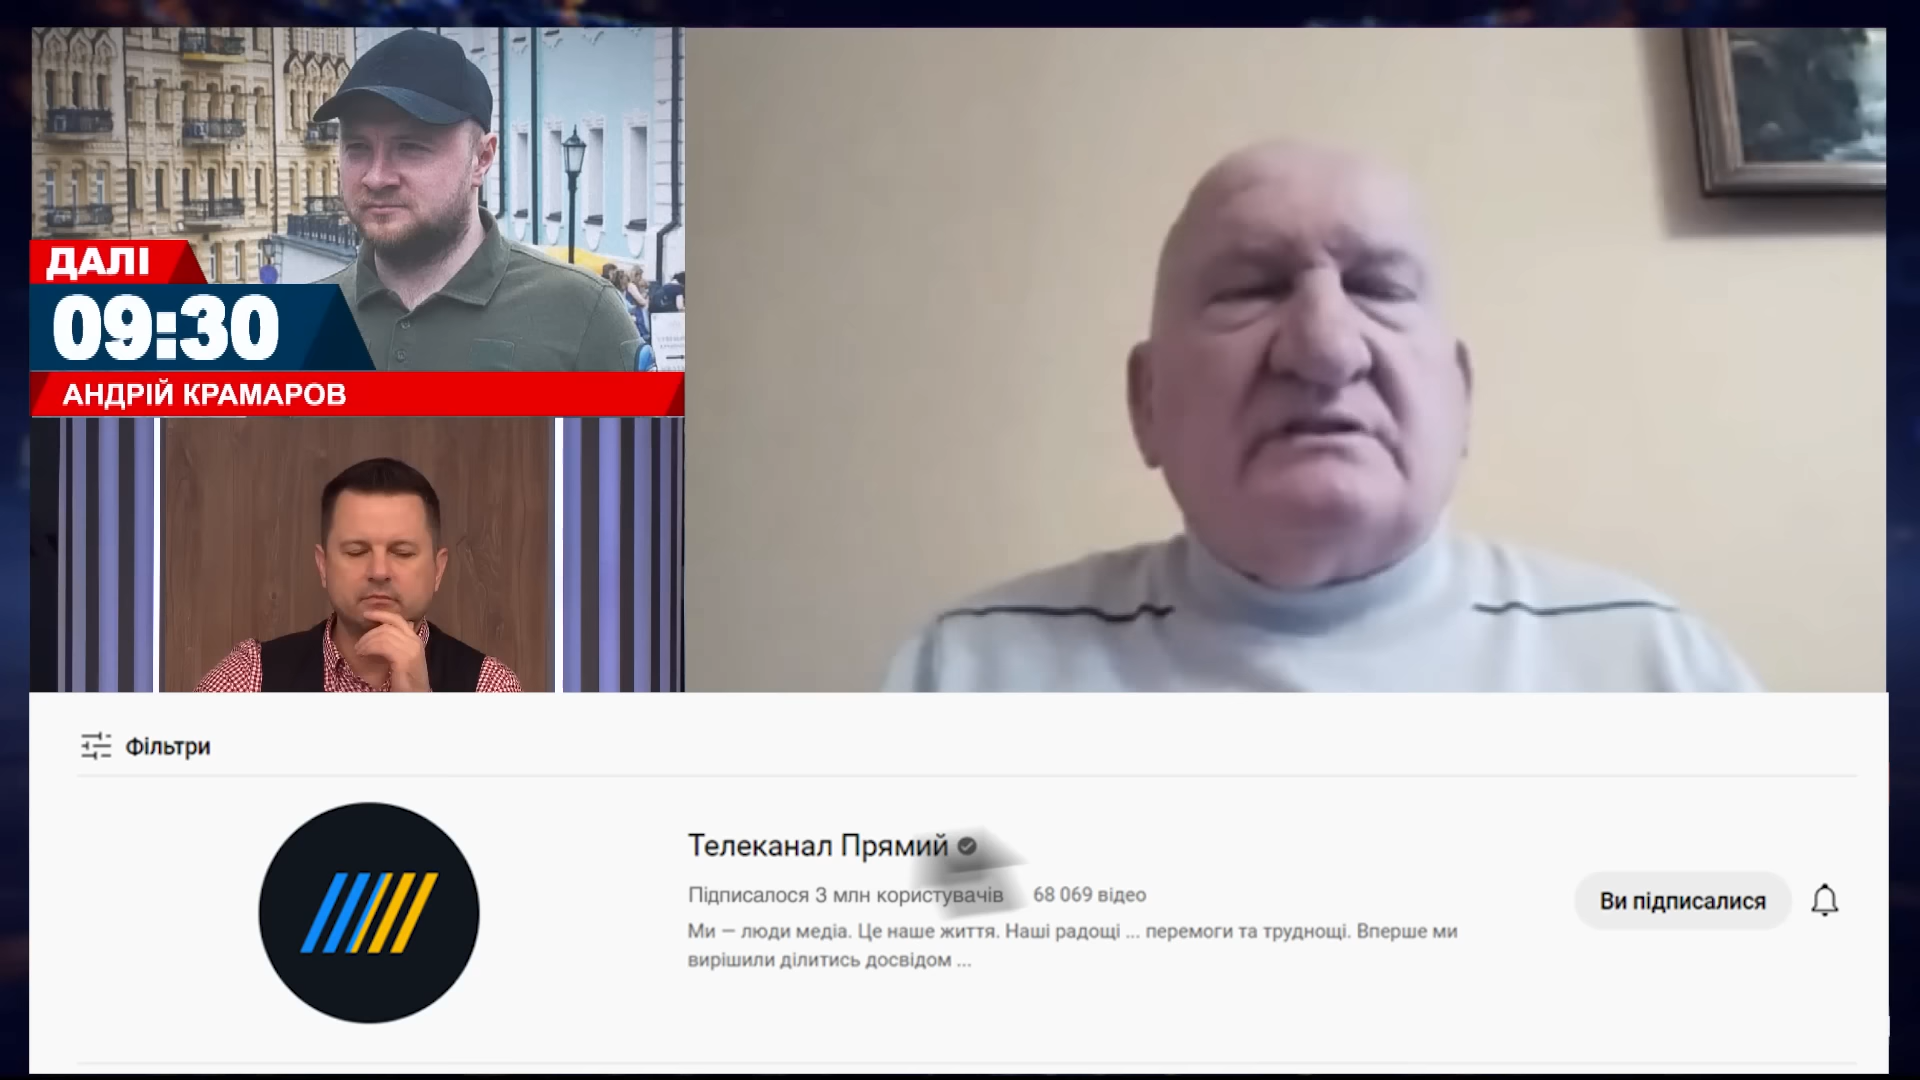 ДАЛІ
09:30
АНДРІЙ КРАМАРОВ
Фільтри
Телеканал Прямий
Підписалося 3 млн користувачів 68 069 відео
Ми — люди медіа. Це наше життя. Наші радощі ... перемоги та труднощі. Вперше ми
вирішили ділитись досвідом ...
Ви підписалися